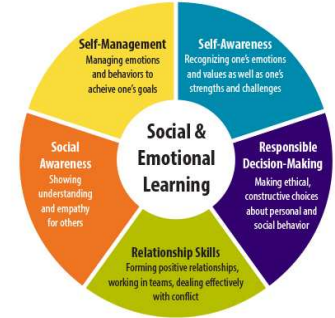 Self-Management
Managing emotions
and behaviors to
acheive one's goals
Self-Awareness
Recognizing one's emotions
and values as well as one's
strengths and challenges
Social &
Emotional
Learning
Social
Awareness
Showing
understanding
and empathy
for others
Responsible
Decision-Making
Making ethical,
constructive choices
about personal and
social behavior
Relationship Skills
Forming positive relationships,
working in teams, dealing effectively
with conflict